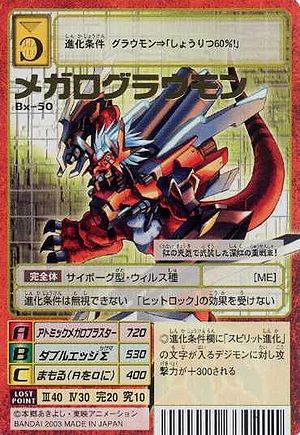 進化条件 グラウモン⇒「しょうりつ60%!」
メガログラウモン
Bx-50
紅の光気で武装した深紅の重戦車!
完全体 サイボーグ型・ウィルス種 [ME]
進化条件は無視できない 「ヒットロック」の効果を受けない
A アトミックメガロブラスター 720
B ダブルエッジΣ 530
C まもる(Aを0に) 400
◎進化条件欄に「スピリット進化」
の文字が入るデジモンに対し攻
撃力が+300される
LOST POINT Ⅲ40 Ⅳ30 完20 究10
©本郷あきよし・東映アニメーション
BANDAI 2003 MADE IN JAPAN